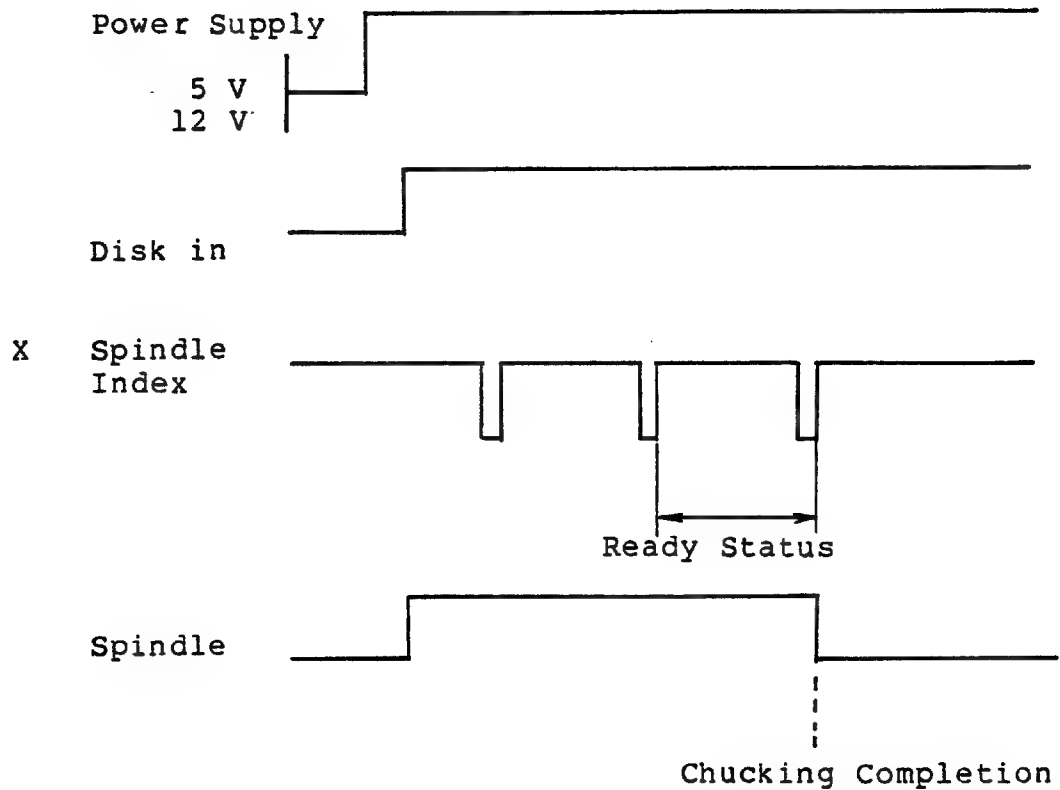 Power Supply
5 V
12 V
Disk in
X Spindle
Index
Ready Status
Spindle
Chucking Completion